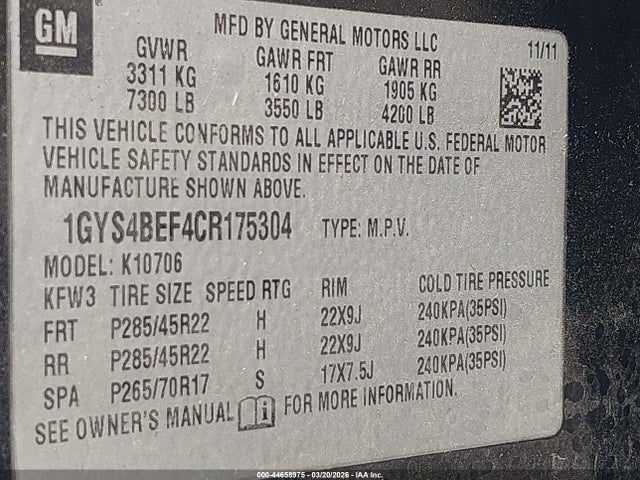 GM
MFD BY GENERAL MOTORS LLC
11/11
GVWR GAWR FRT GAWR RR
3311 KG 1610 KG 1905 KG
7300 LB 3550 LB 4200 LB
THIS VEHICLE CONFORMS TO ALL APPLICABLE U.S. FEDERAL MOTOR
VEHICLE SAFETY STANDARDS IN EFFECT ON THE DATE OF
MANUFACTURE SHOWN ABOVE.
1GYS4BEF4CR175304 TYPE: M.P.V.
MODEL: K10706
KFW3 TIRE SIZE SPEED RTG RIM COLD TIRE PRESSURE
FRT P285/45R22 H 22X9J 240KPA(35PSI)
RR P285/45R22 H 22X9J 240KPA(35PSI)
SPA P265/70R17 S 17X7.5J 240KPA(35PSI)
SEE OWNER'S MANUAL FOR MORE INFORMATION.
000-44658975 | 03/20/2026 | IAA Inc.